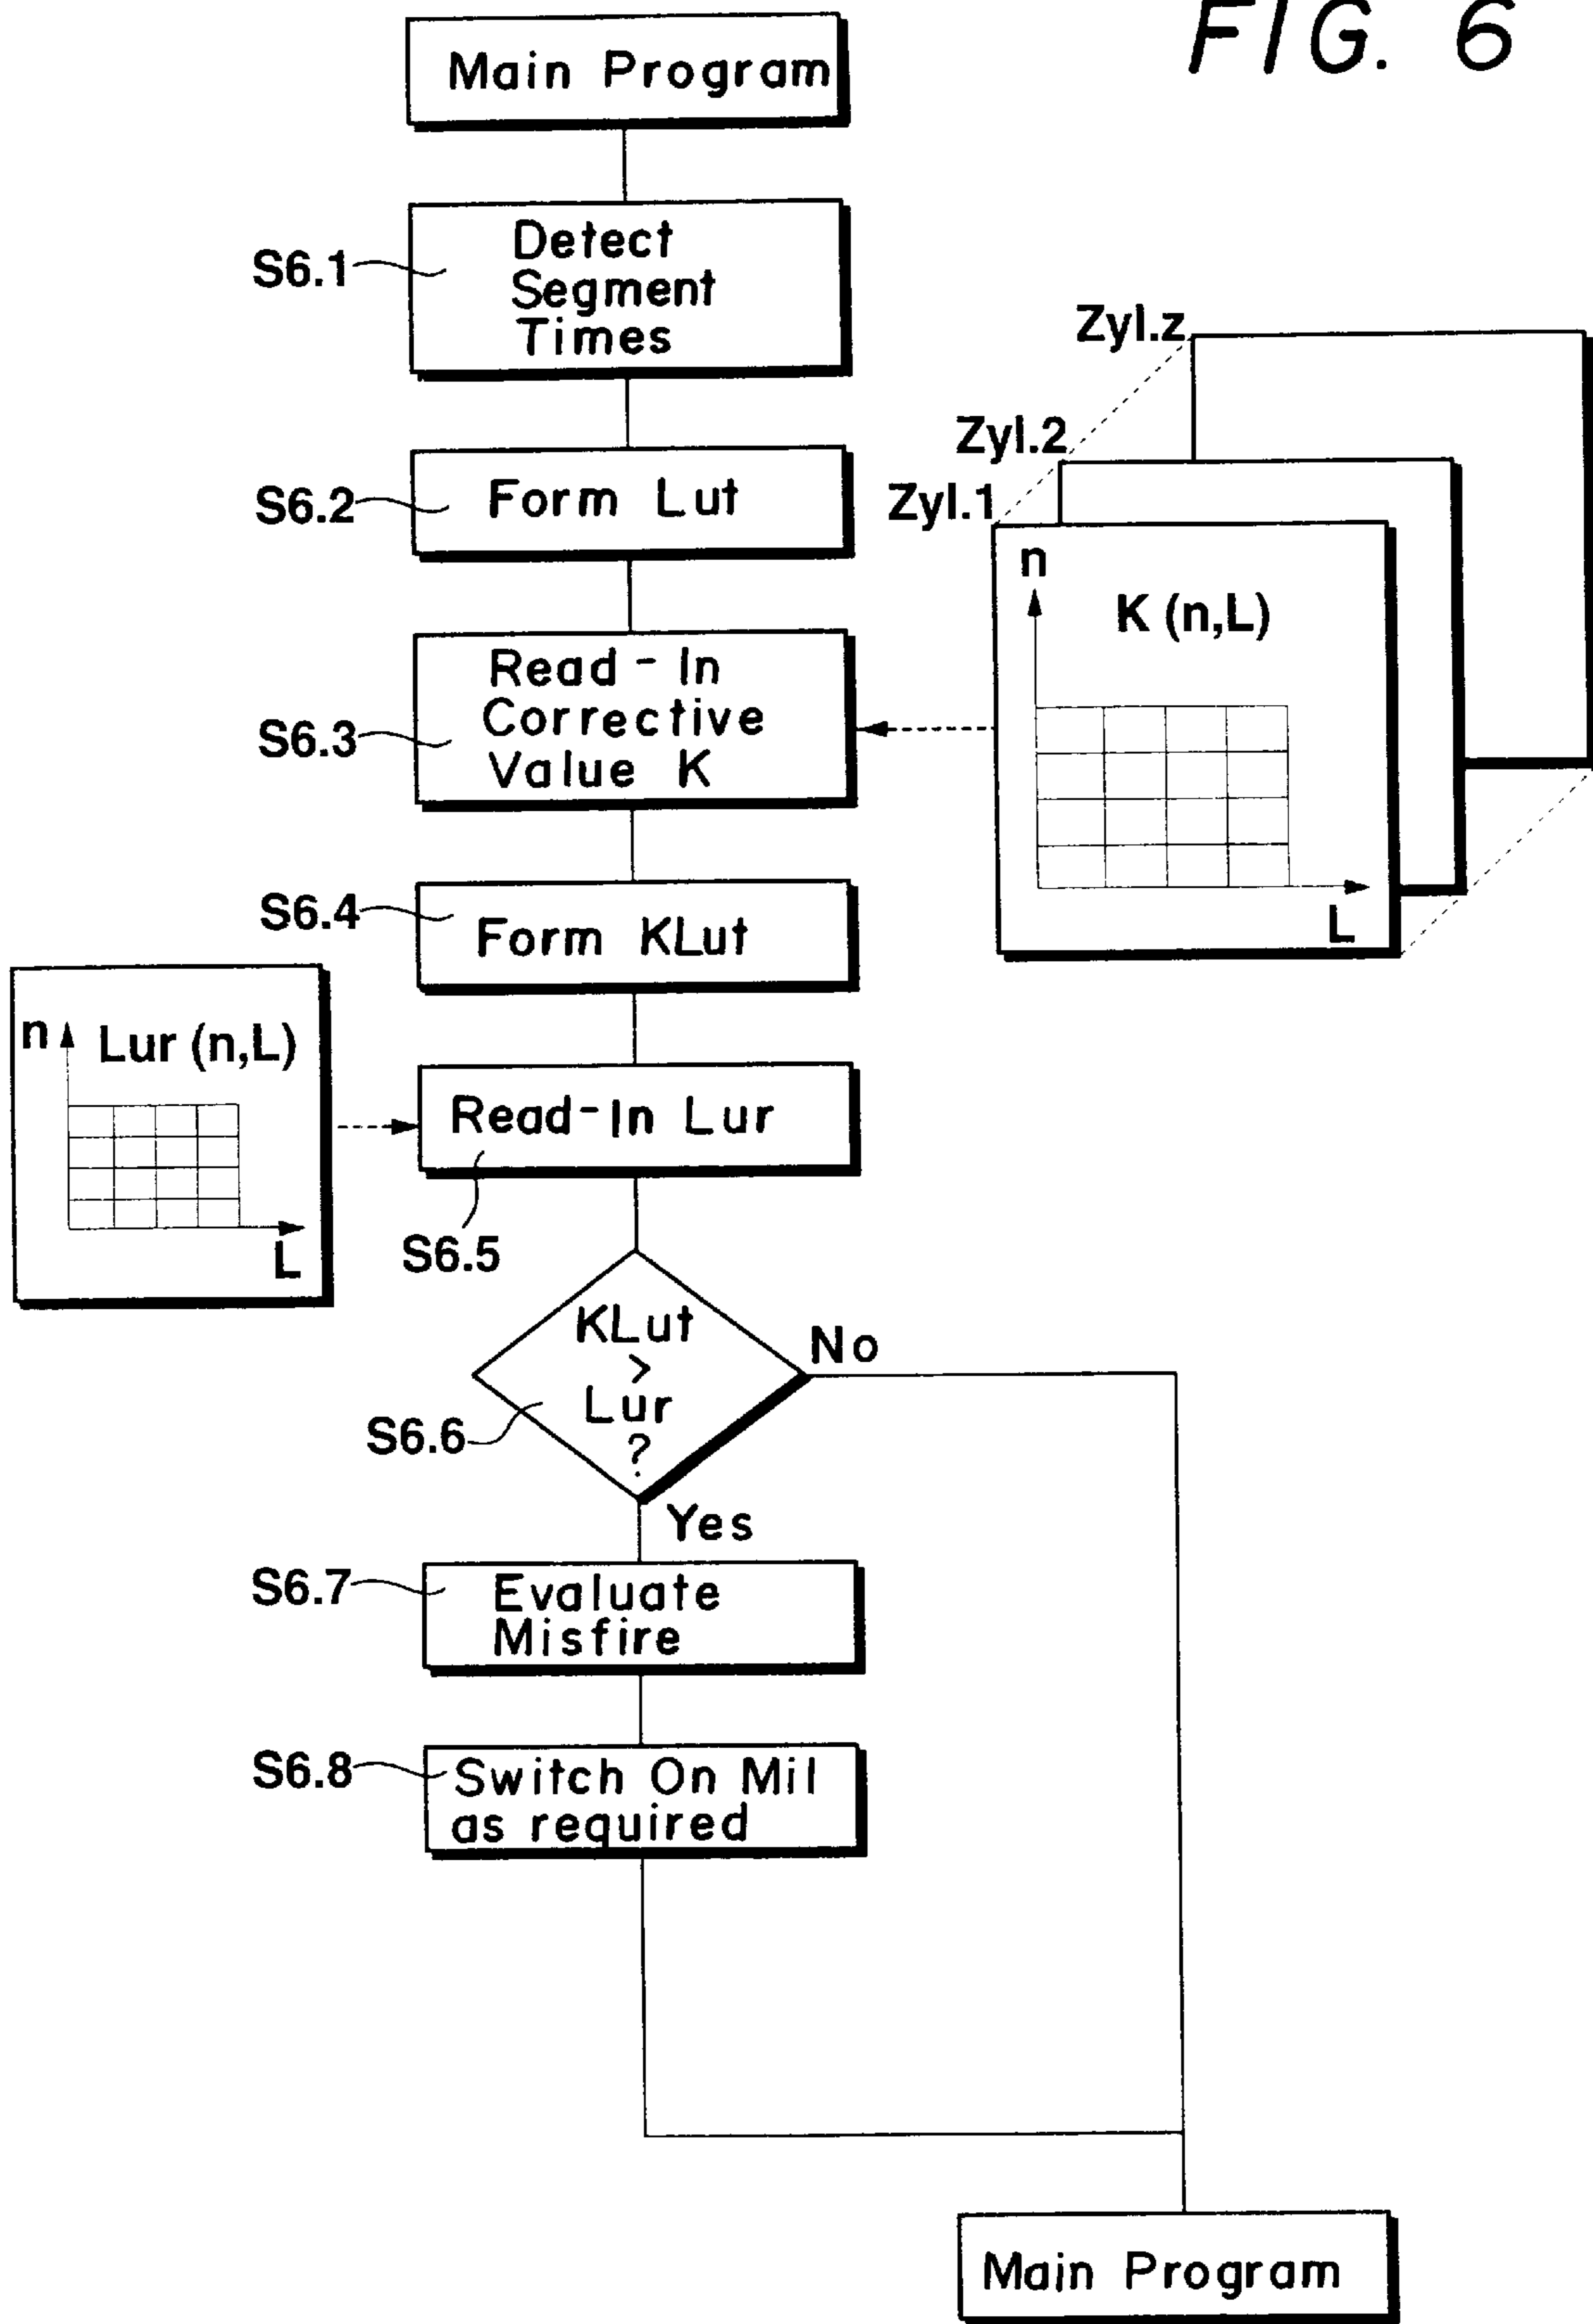 FIG. 6
Main Program
S6.1
Detect
Segment
Times
S6.2
Form Lut
S6.3
Read-In
Corrective
Value K
Zyl.z
Zyl.2
Zyl.1
n
K (n,L)
L
S6.4
Form KLut
n
Lur (n,L)
L
Read-In Lur
S6.5
KLut
>
Lur
?
S6.6
No
Yes
S6.7
Evaluate
Misfire
S6.8
Switch On Mil
as required
Main Program